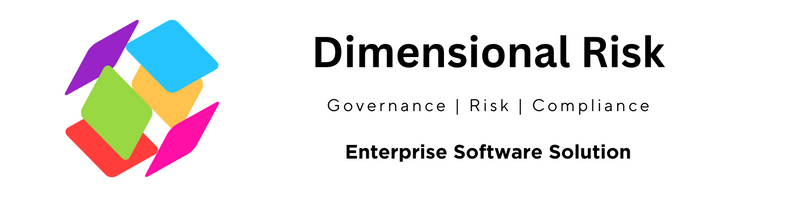 Dimensional Risk
Governance | Risk | Compliance
Enterprise Software Solution